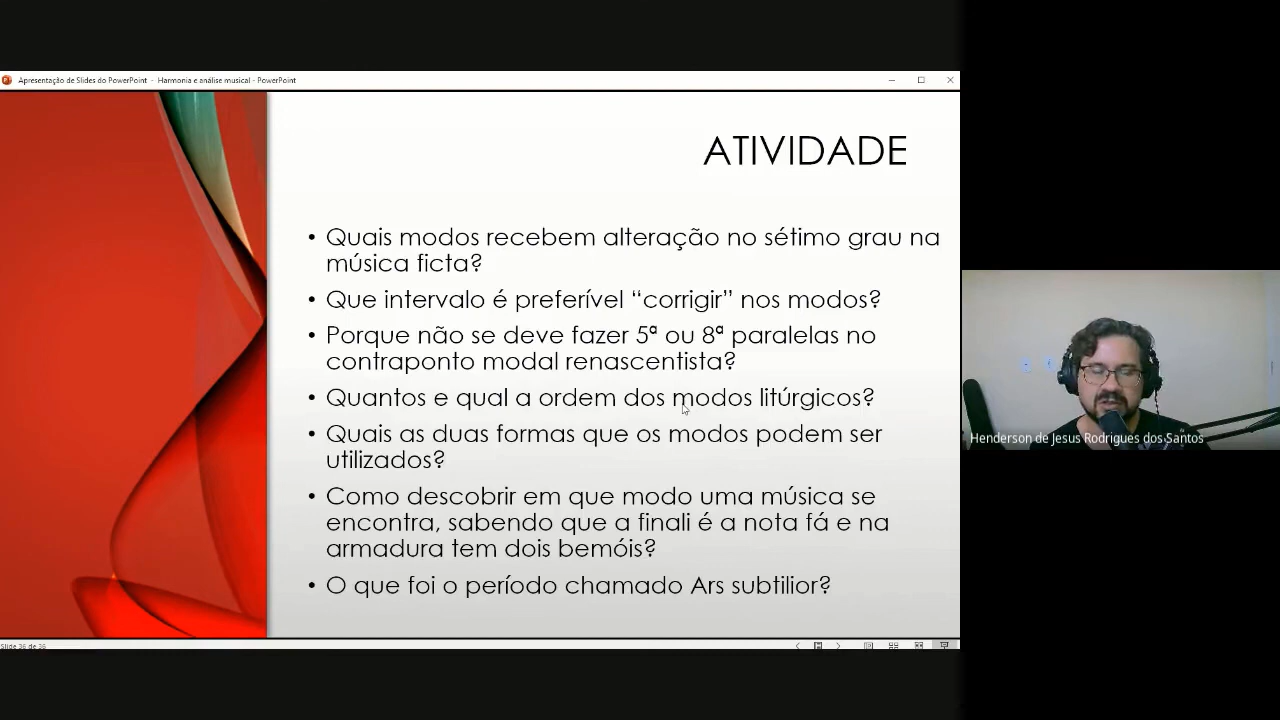 Apresentação de Slides do PowerPoint - Harmonia e análise musical - PowerPoint
ATIVIDADE
• Quais modos recebem alteração no sétimo grau na
música ficta?
• Que intervalo é preferível “corrigir” nos modos?
• Porque não se deve fazer 5ª ou 8ª paralelas no
contraponto modal renascentista?
• Quantos e qual a ordem dos modos litúrgicos?
• Quais as duas formas que os modos podem ser
utilizados?
• Como descobrir em que modo uma música se
encontra, sabendo que a finali é a nota fá e na
armadura tem dois bemóis?
• O que foi o período chamado Ars subtilior?
Slide 36 de 36
Henderson de Jesus Rodrigues dos Santos